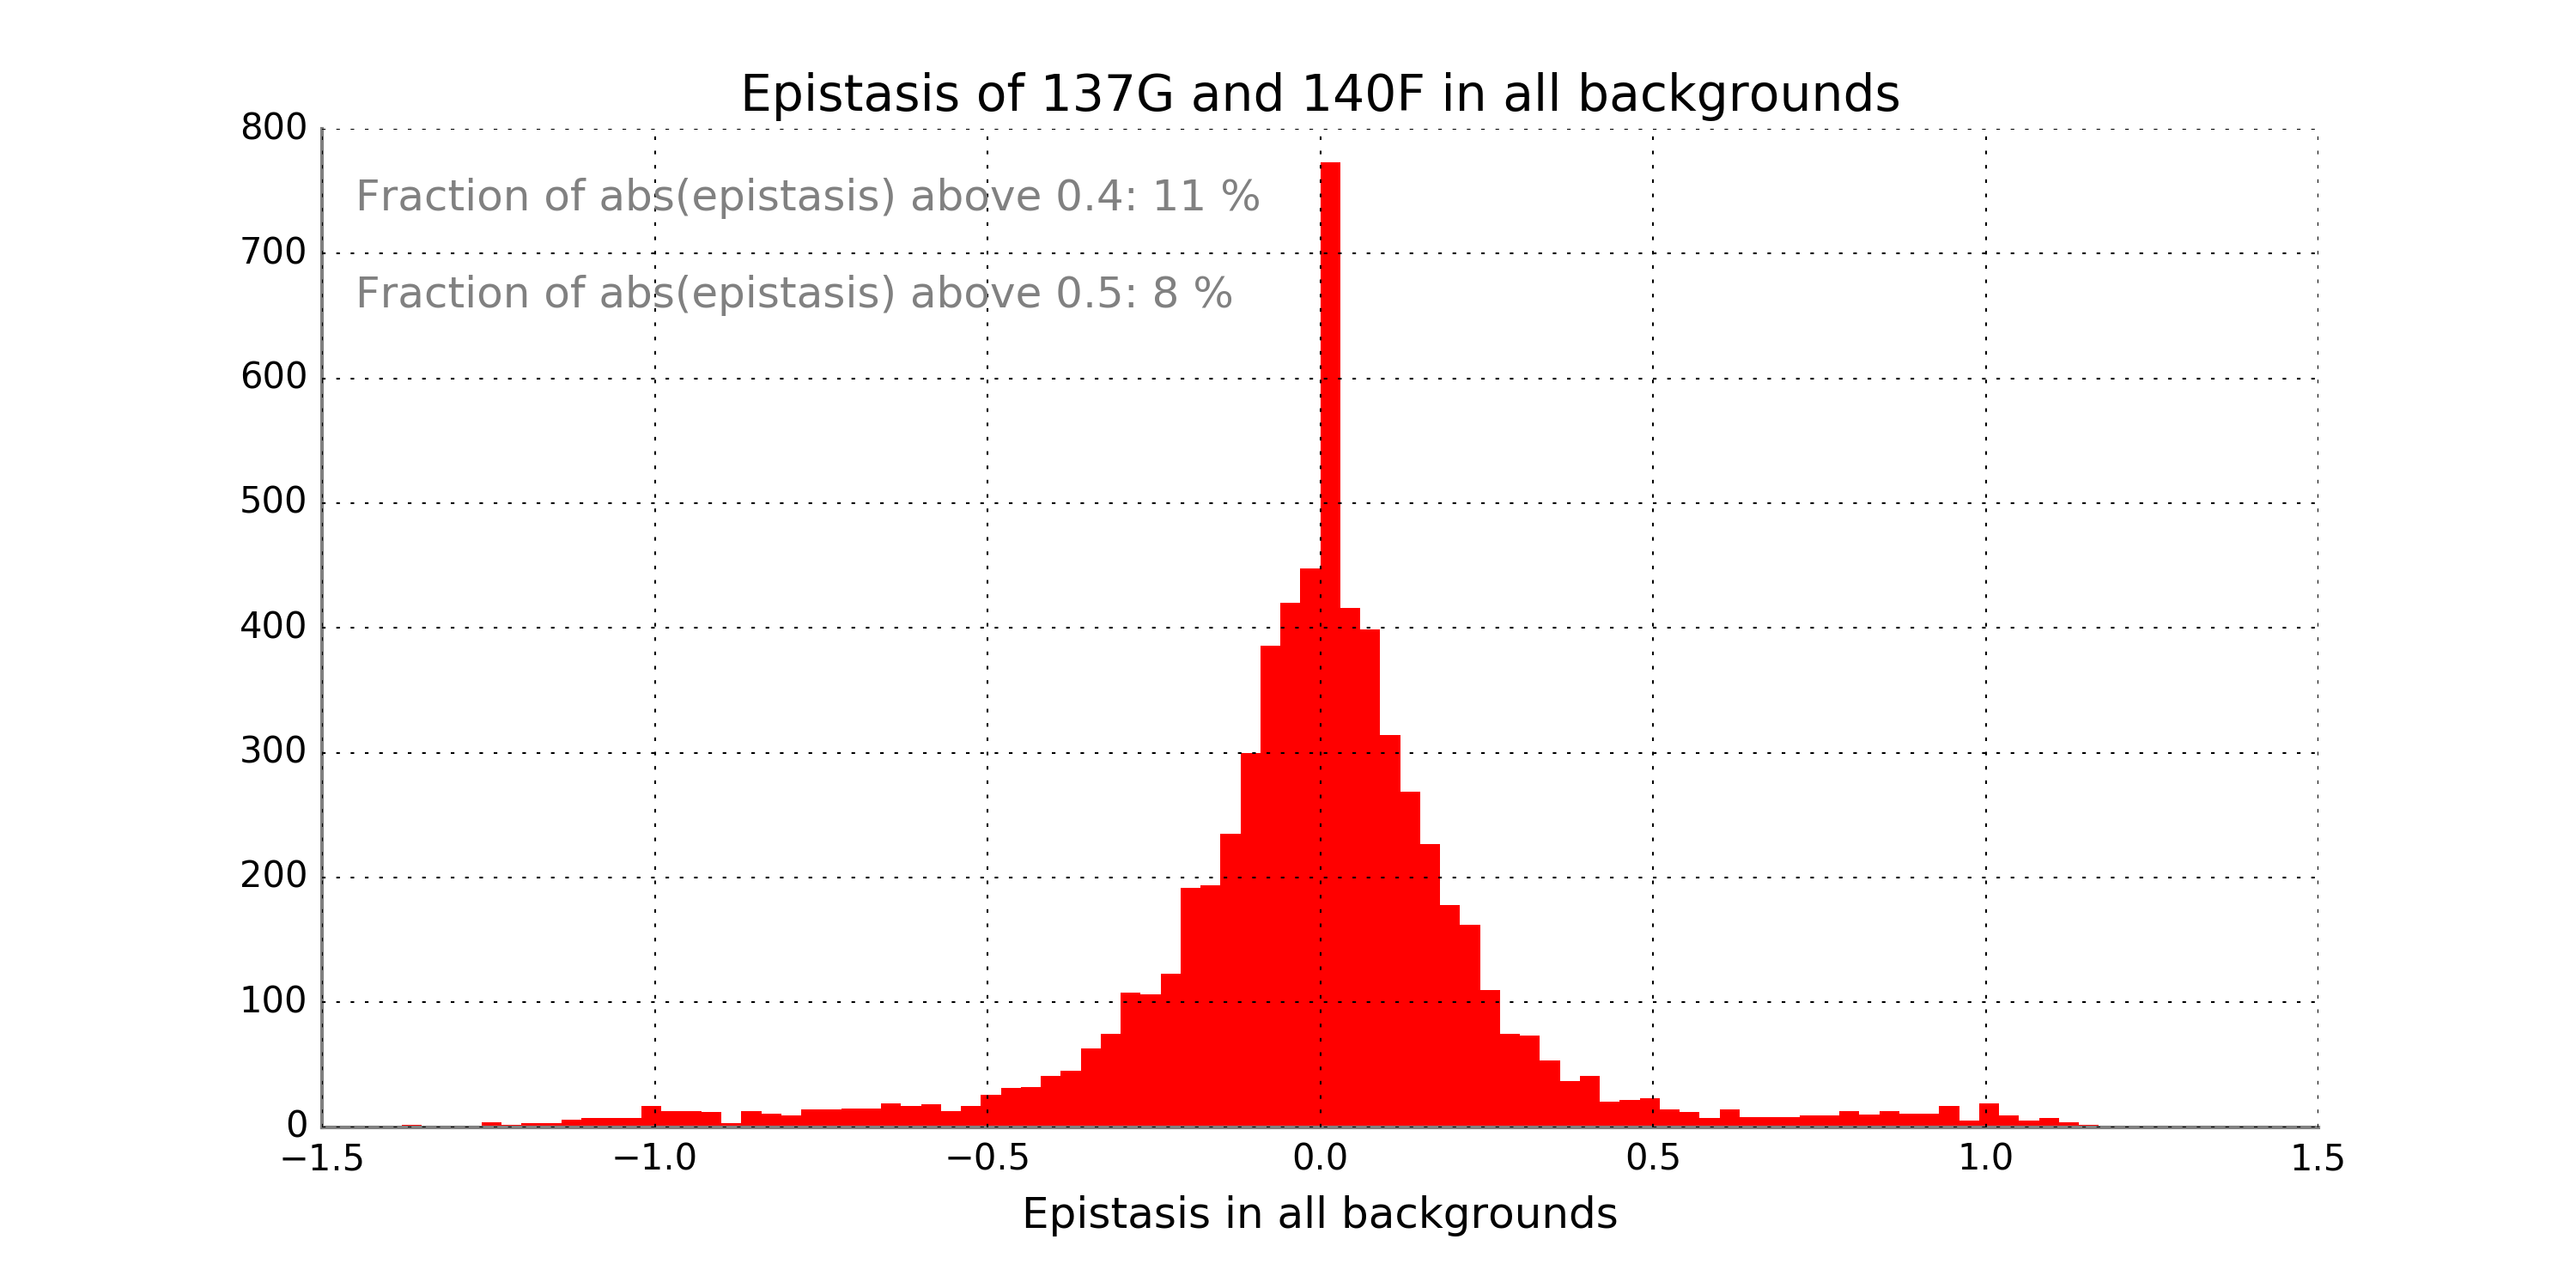 Epistasis of 137G and 140F in all backgrounds
800
700
600
500
400
300
200
100
0
Fraction of abs(epistasis) above 0.4: 11 %
Fraction of abs(epistasis) above 0.5: 8 %
−1.5 −1.0 −0.5 0.0 0.5 1.0 1.5
Epistasis in all backgrounds